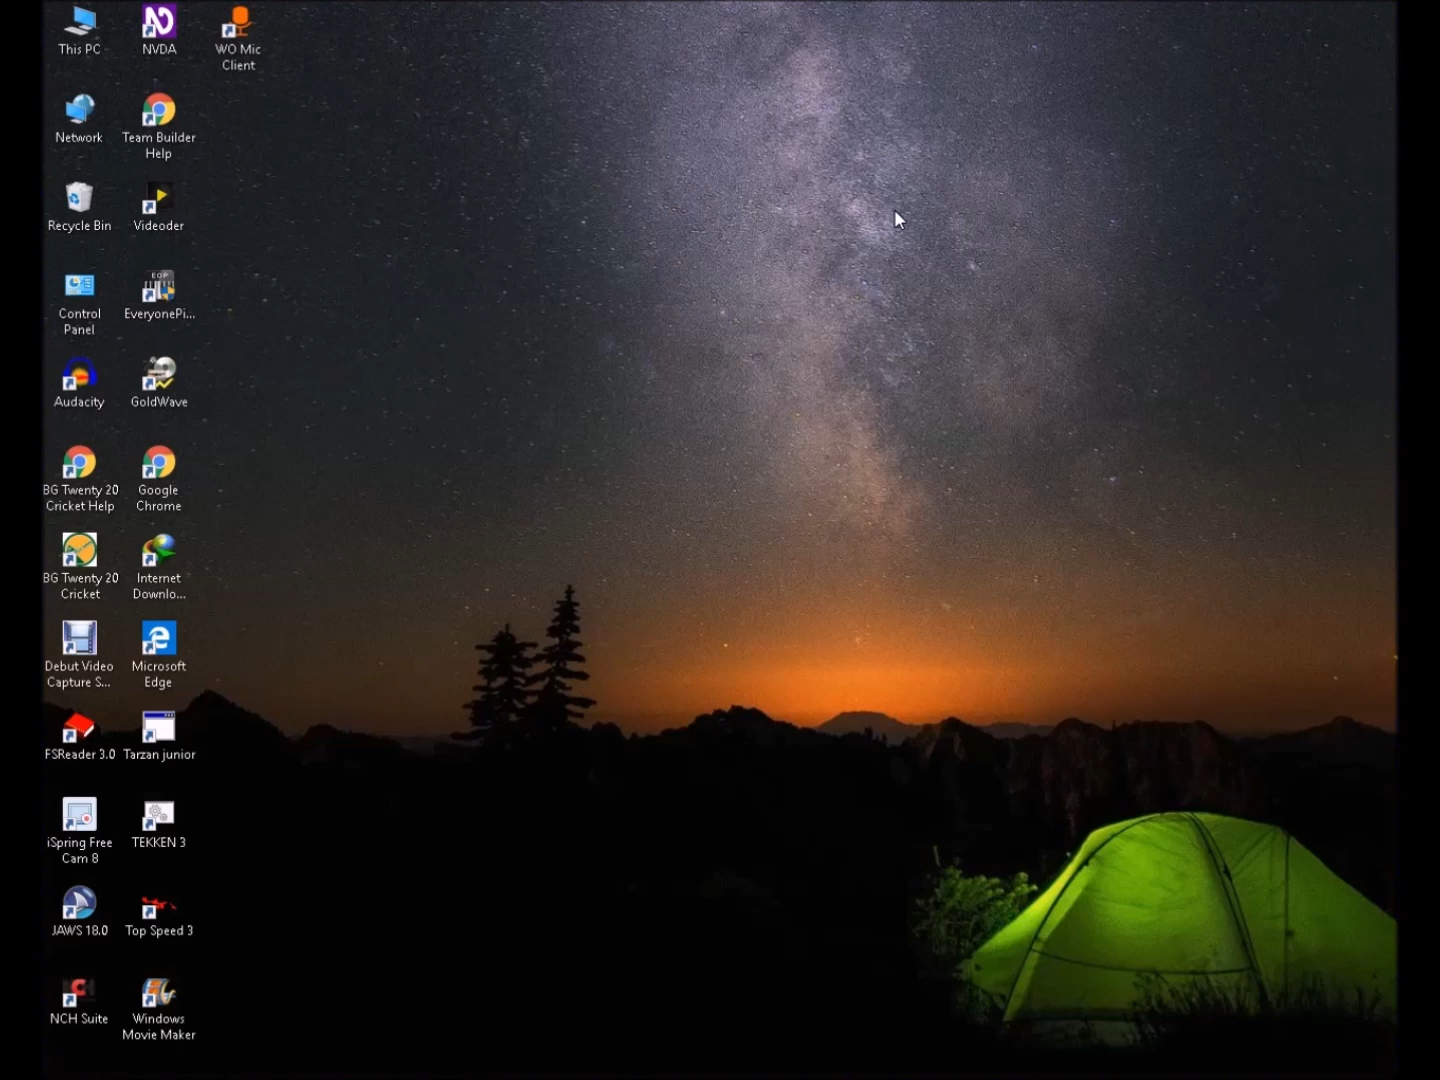 This PC
Network
Recycle Bin
Control
Panel
Audacity
BG Twenty 20
Cricket Help
BG Twenty 20
Cricket
Debut Video
Capture S...
FSReader 3.0
iSpring Free
Cam 8
JAWS 18.0
NCH Suite
NVDA
Team Builder
Help
Videoder
EOP
EveryonePi...
GoldWave
Google
Chrome
Internet
Downlo...
Microsoft
Edge
Tarzan junior
TEKKEN 3
Top Speed 3
Windows
Movie Maker
WO Mic
Client